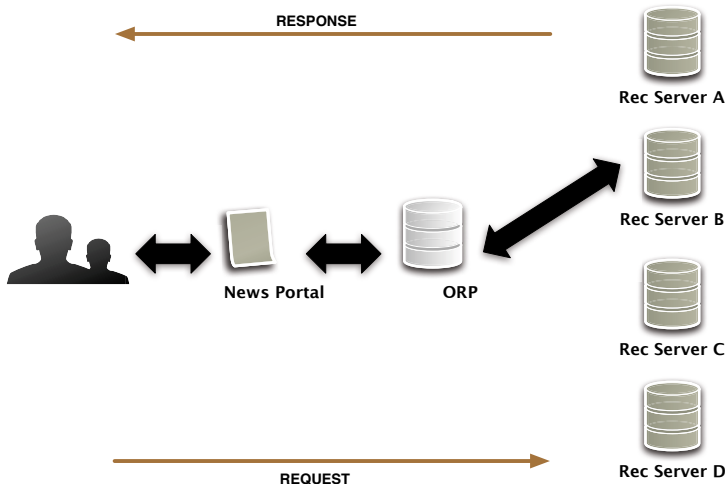 RESPONSE
Rec Server A
Rec Server B
News Portal
ORP
Rec Server C
Rec Server D
REQUEST